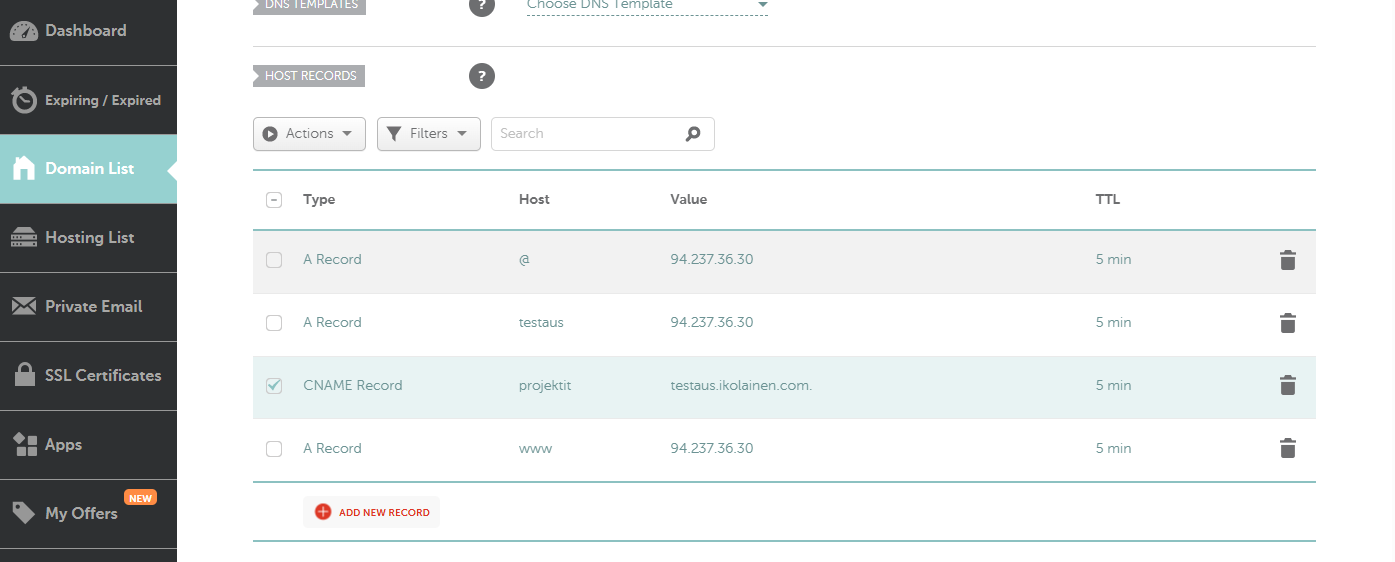 DNS TEMPLATES
?
Choose DNS Template
Dashboard
HOST RECORDS
?
Expiring / Expired
Actions
Filters
Search
Domain List
Type Host Value TTL
Hosting List
A Record @ 94.237.36.30 5 min
Private Email
A Record testaus 94.237.36.30 5 min
SSL Certificates
CNAME Record projektit testaus.ikolainen.com. 5 min
Apps
A Record www 94.237.36.30 5 min
NEW
My Offers
ADD NEW RECORD